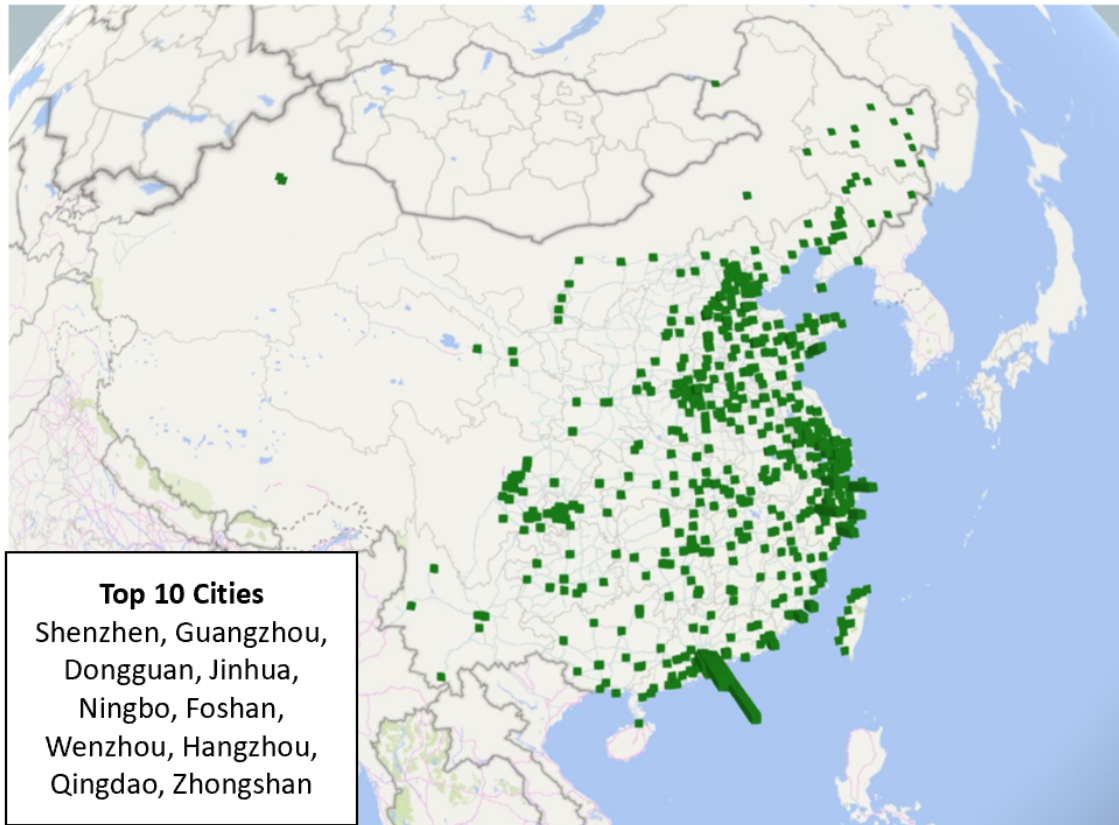 Top 10 Cities
Shenzhen, Guangzhou,
Dongguan, Jinhua,
Ningbo, Foshan,
Wenzhou, Hangzhou,
Qingdao, Zhongshan